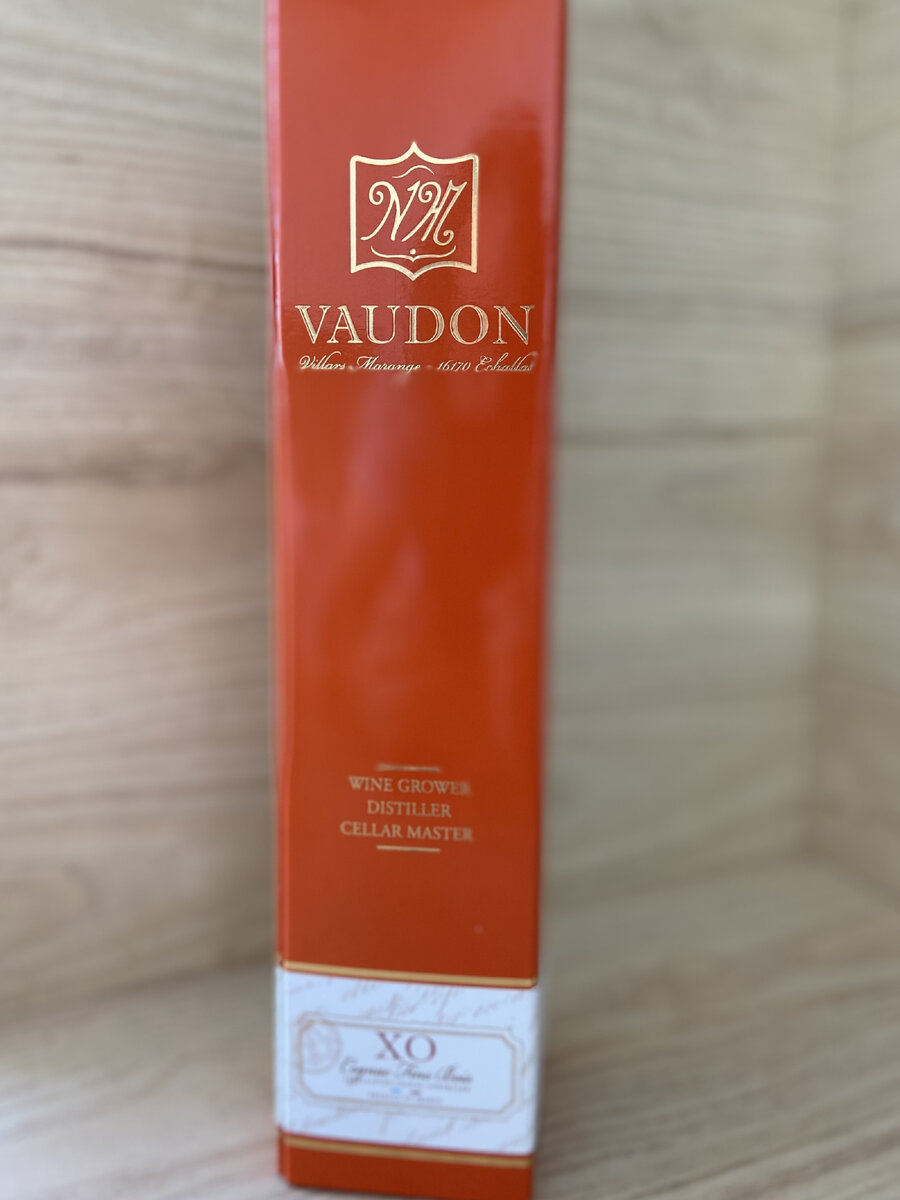 VAUDON
Villars Marange - 16170 Echallat
WINE GROWER
DISTILLER
CELLAR MASTER
XO
Cognac Fins Bois